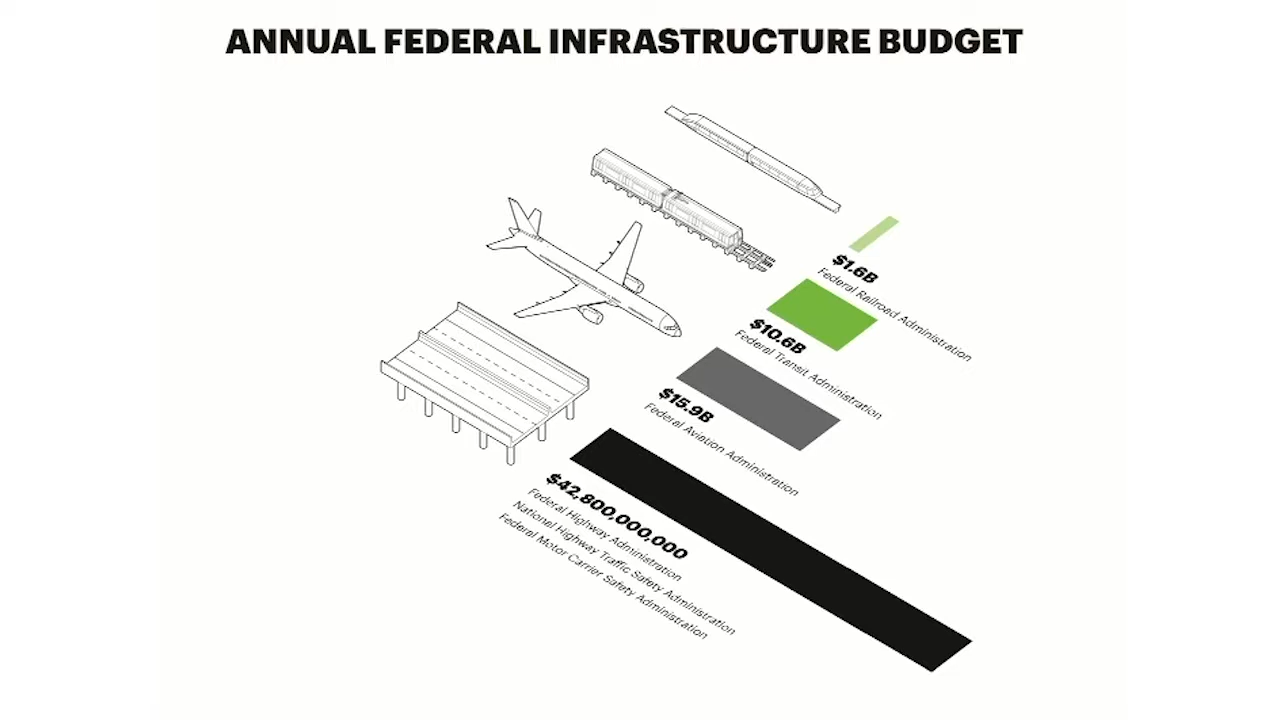 ANNUAL FEDERAL INFRASTRUCTURE BUDGET
$1.6B
Federal Railroad Administration
$10.6B
Federal Transit Administration
$15.9B
Federal Aviation Administration
$42,800,000,000
Federal Highway Administration
National Highway Traffic Safety Administration
Federal Motor Carrier Safety Administration